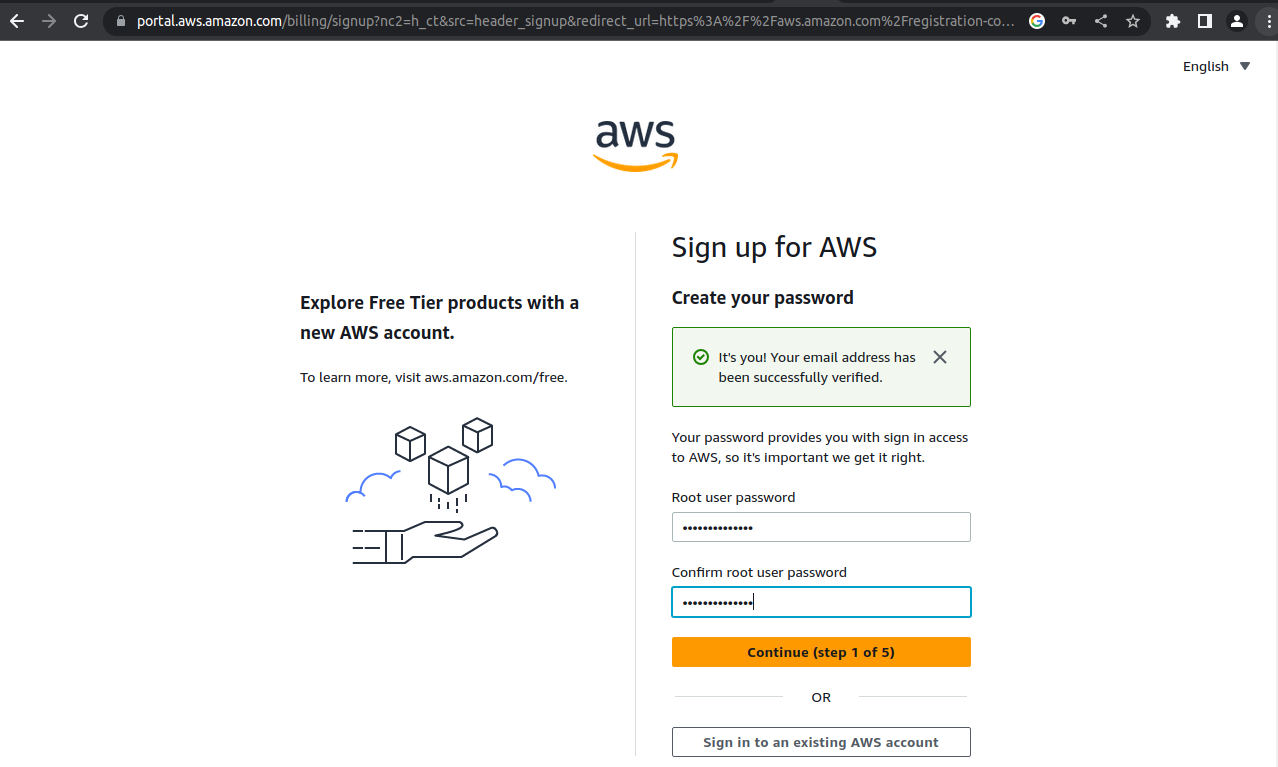 portal.aws.amazon.com/billing/signup?nc2=h_ct&src=header_signup&redirect_url=https%3A%2F%2Faws.amazon.com%2Fregistration-co...
English
aws
Sign up for AWS
Explore Free Tier products with a
new AWS account.
To learn more, visit aws.amazon.com/free.
Create your password
It's you! Your email address has
been successfully verified.
Your password provides you with sign in access
to AWS, so it's important we get it right.
Root user password
••••••••••••••
Confirm root user password
••••••••••••••
Continue (step 1 of 5)
OR
Sign in to an existing AWS account